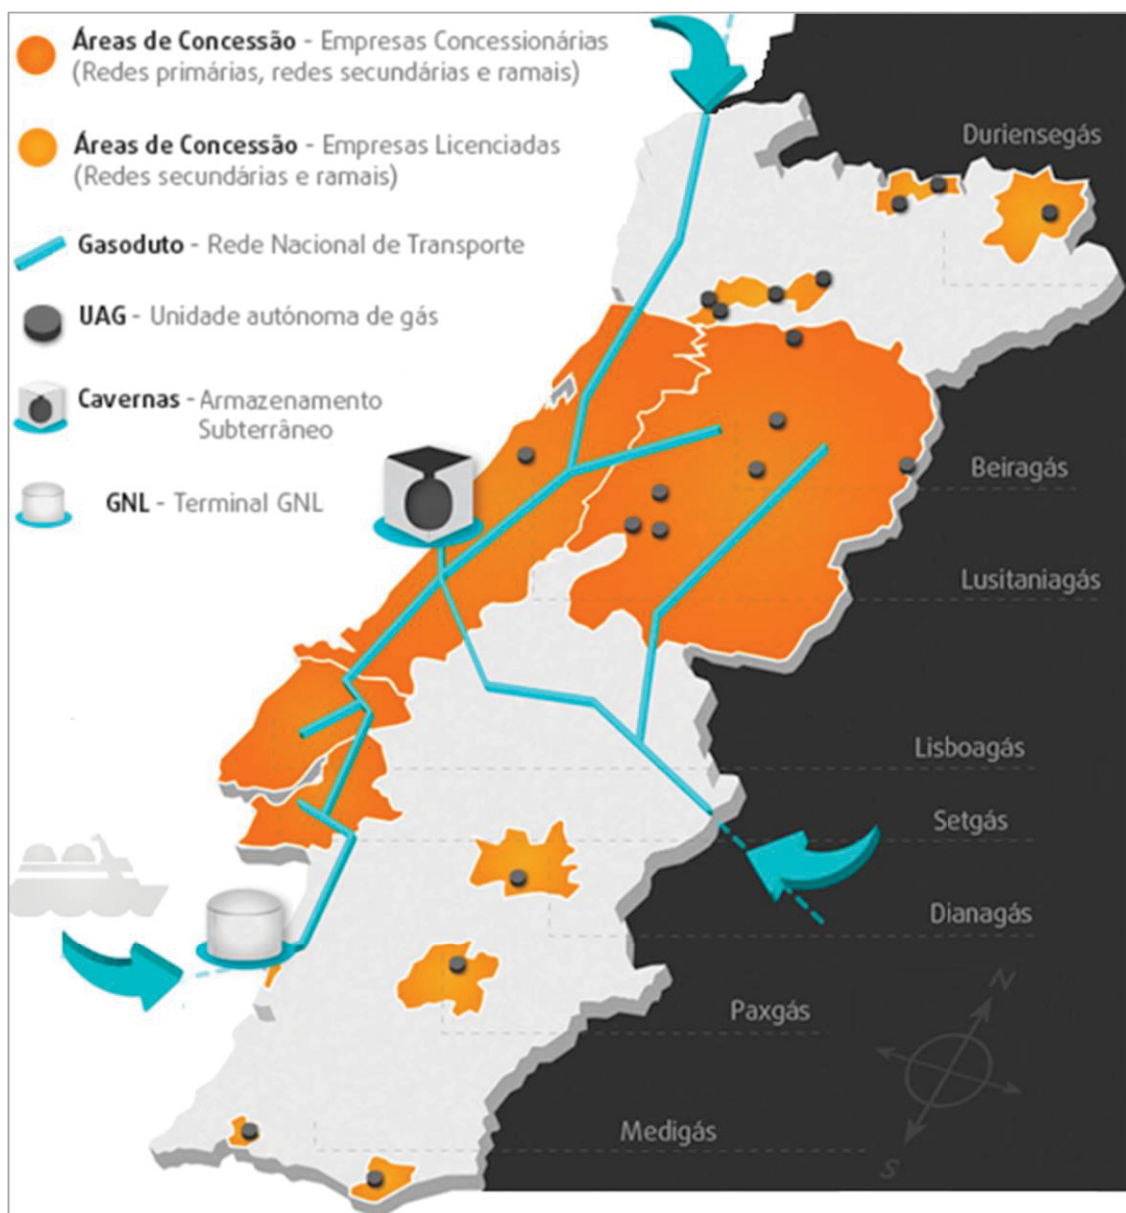 Áreas de Concessão - Empresas Concessionárias
(Redes primárias, redes secundárias e ramais)
Áreas de Concessão - Empresas Licenciadas
(Redes secundárias e ramais)
Gasoduto - Rede Nacional de Transporte
UAG - Unidade autónoma de gás
Cavernas - Armazenamento
Subterrâneo
GNL - Terminal GNL
Duriensegás
Beiragás
Lusitaniagás
Lisboagás
Setgás
Dianagás
Paxgás
Medigás
N
S